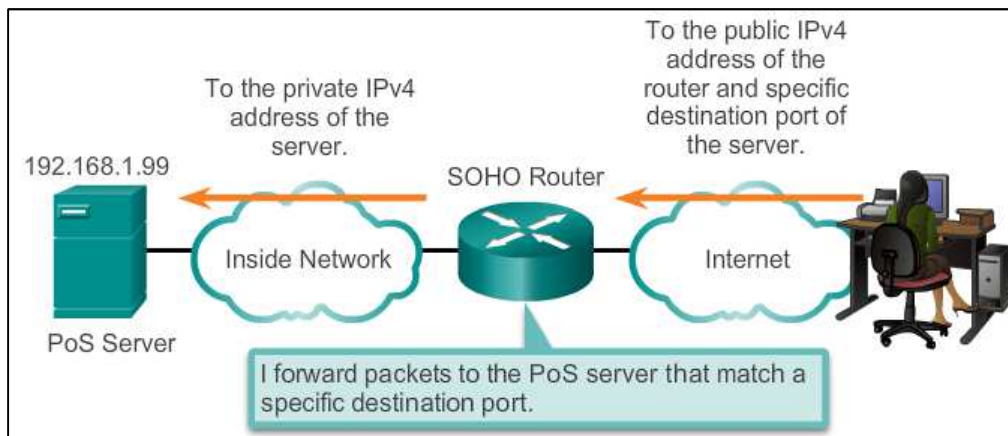 To the public IPv4
address of the
router and specific
destination port of
the server.
To the private IPv4
address of the
server.
192.168.1.99
SOHO Router
Inside Network
Internet
PoS Server
I forward packets to the PoS server that match a
specific destination port.